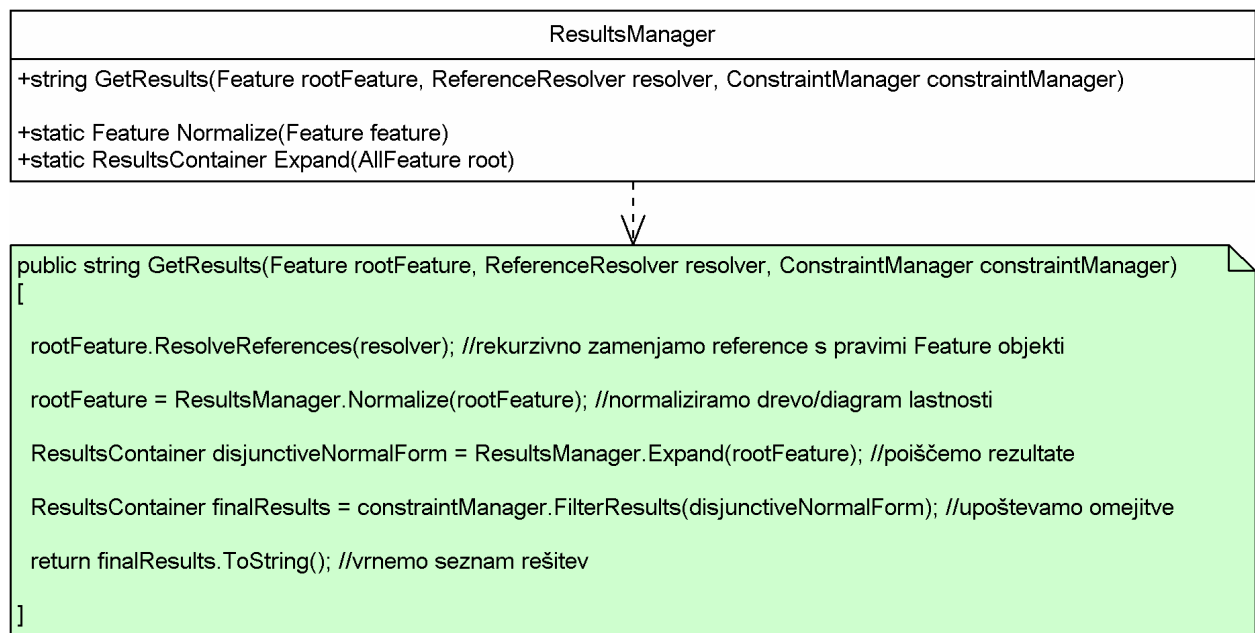 ResultsManager
+string GetResults(Feature rootFeature, ReferenceResolver resolver, ConstraintManager constraintManager)
+static Feature Normalize(Feature feature)
+static ResultsContainer Expand(AllFeature root)
public string GetResults(Feature rootFeature, ReferenceResolver resolver, ConstraintManager constraintManager)
[
rootFeature.ResolveReferences(resolver); //rekurzivno zamenjamo reference s pravimi Feature objekti
rootFeature = ResultsManager.Normalize(rootFeature); //normaliziramo drevo/diagram lastnosti
ResultsContainer disjunctiveNormalForm = ResultsManager.Expand(rootFeature); //poiščemo rezultate
ResultsContainer finalResults = constraintManager.FilterResults(disjunctiveNormalForm); //upoštevamo omejitve
return finalResults.ToString(); //vrnemo seznam rešitev
]